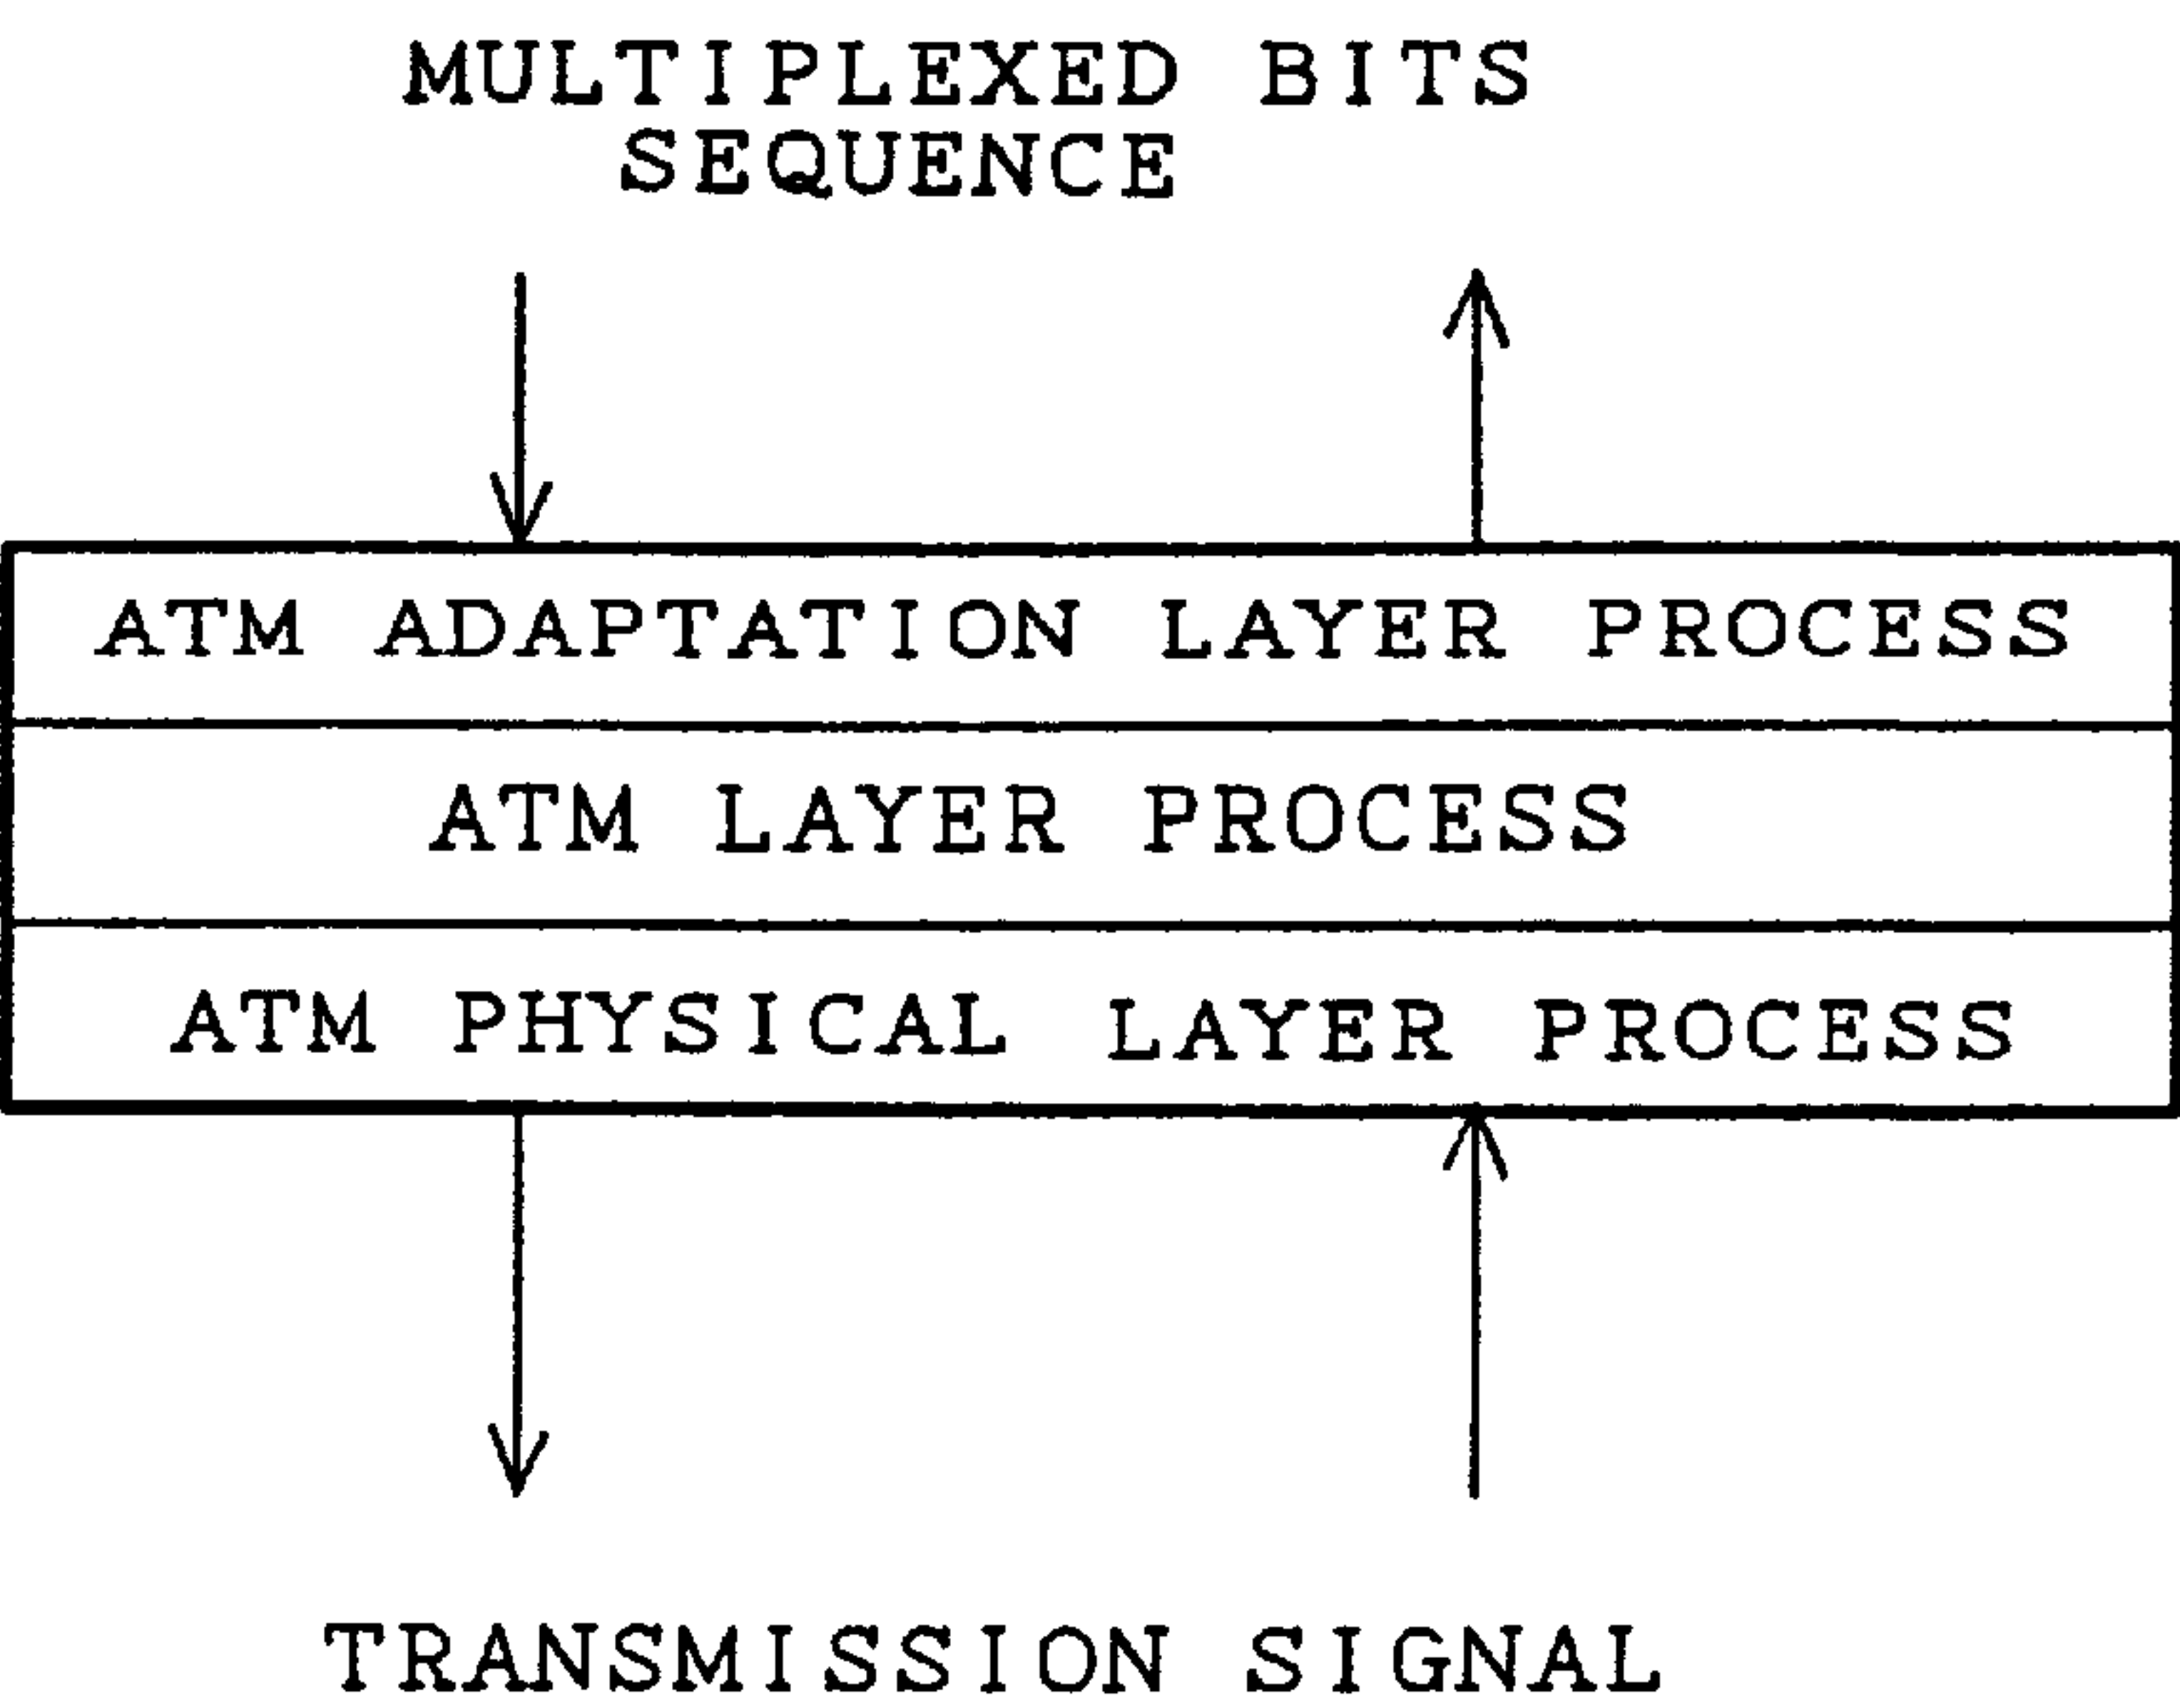 MULTIPLEXED BITS
SEQUENCE
ATM ADAPTATION LAYER PROCESS
ATM LAYER PROCESS
ATM PHYSICAL LAYER PROCESS
TRANSMISSION SIGNAL